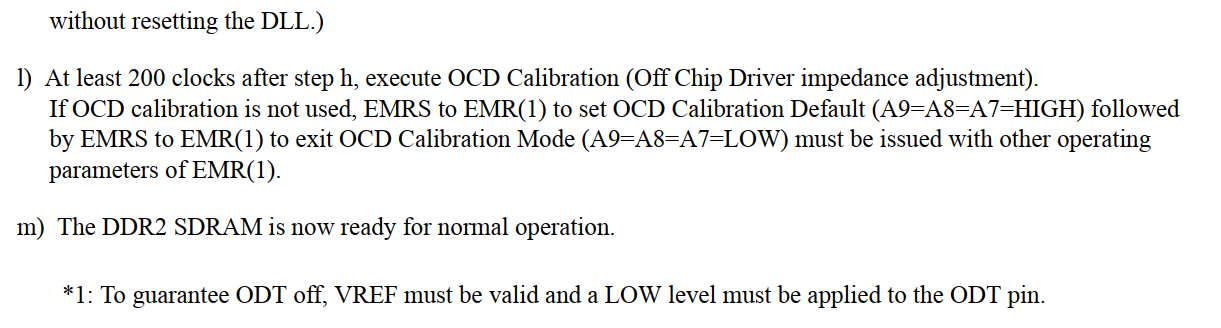 without resetting the DLL.)
l) At least 200 clocks after step h, execute OCD Calibration (Off Chip Driver impedance adjustment).
If OCD calibration is not used, EMRS to EMR(1) to set OCD Calibration Default (A9=A8=A7=HIGH) followed
by EMRS to EMR(1) to exit OCD Calibration Mode (A9=A8=A7=LOW) must be issued with other operating
parameters of EMR(1).
m) The DDR2 SDRAM is now ready for normal operation.
*1: To guarantee ODT off, VREF must be valid and a LOW level must be applied to the ODT pin.